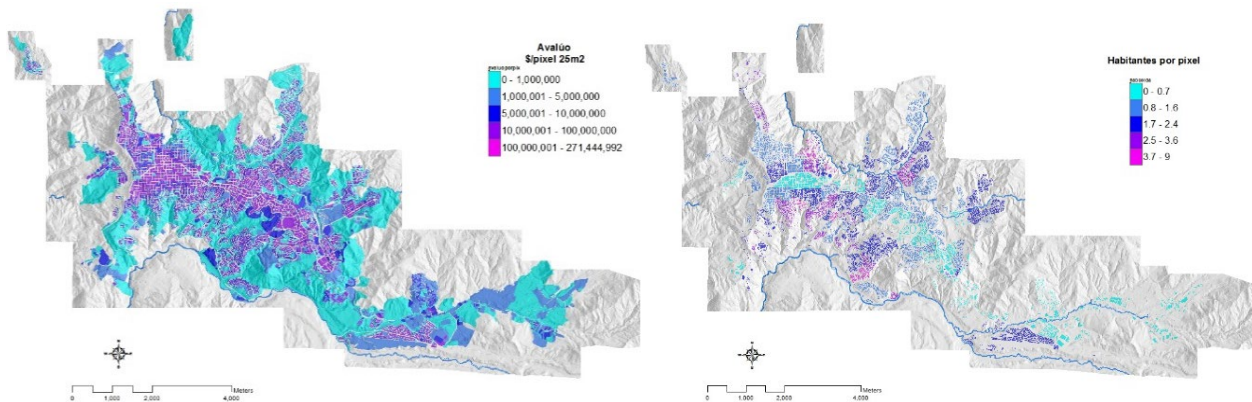 Avalúo
$/pixel 25m2
0 - 1,000,000
1,000,001 - 5,000,000
5,000,001 - 10,000,000
10,000,001 - 100,000,000
100,000,001 - 271,444,992
0 1,000 2,000 4,000 Meters
Habitantes por pixel
0 - 0.7
0.8 - 1.6
1.7 - 2.4
2.5 - 3.6
3.7 - 9
0 1,000 2,000 4,000 Meters